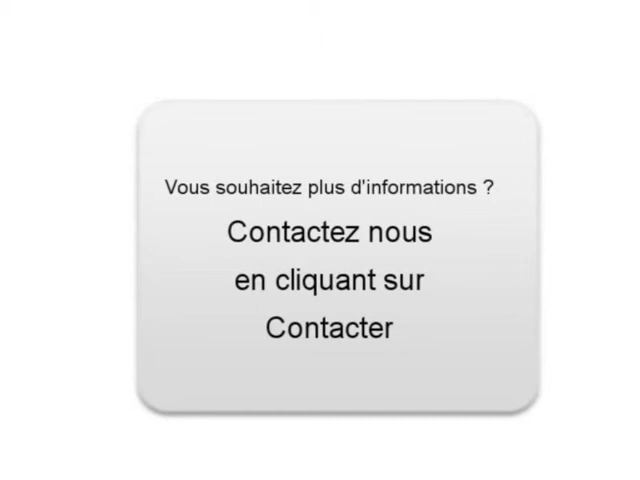 Vous souhaitez plus d'informations ?
Contactez nous
en cliquant sur
Contacter